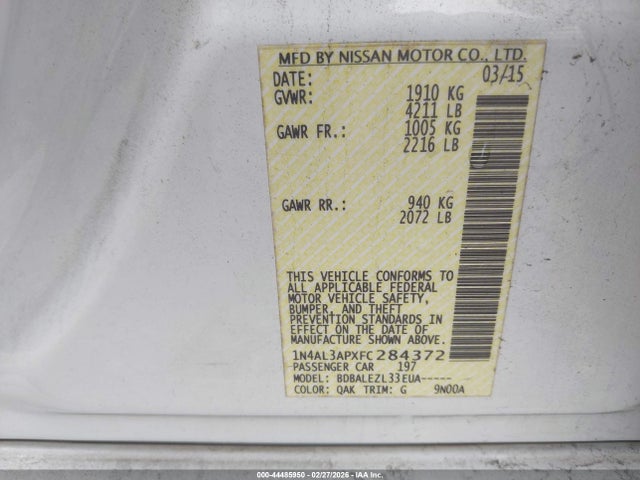 MFD BY NISSAN MOTOR CO., LTD.
DATE: 03/15
GVWR: 1910 KG
4211 LB
GAWR FR.: 1005 KG
2216 LB
GAWR RR.: 940 KG
2072 LB
THIS VEHICLE CONFORMS TO
ALL APPLICABLE FEDERAL
MOTOR VEHICLE SAFETY,
BUMPER, AND THEFT
PREVENTION STANDARDS IN
EFFECT ON THE DATE OF
MANUFACTURE SHOWN ABOVE.
1N4AL3APXFC284372
PASSENGER CAR 197
MODEL: BDBALEZL33EUA-----
COLOR: QAK TRIM: G 9N00A
000-44485950 | 02/27/2026 | IAA Inc.